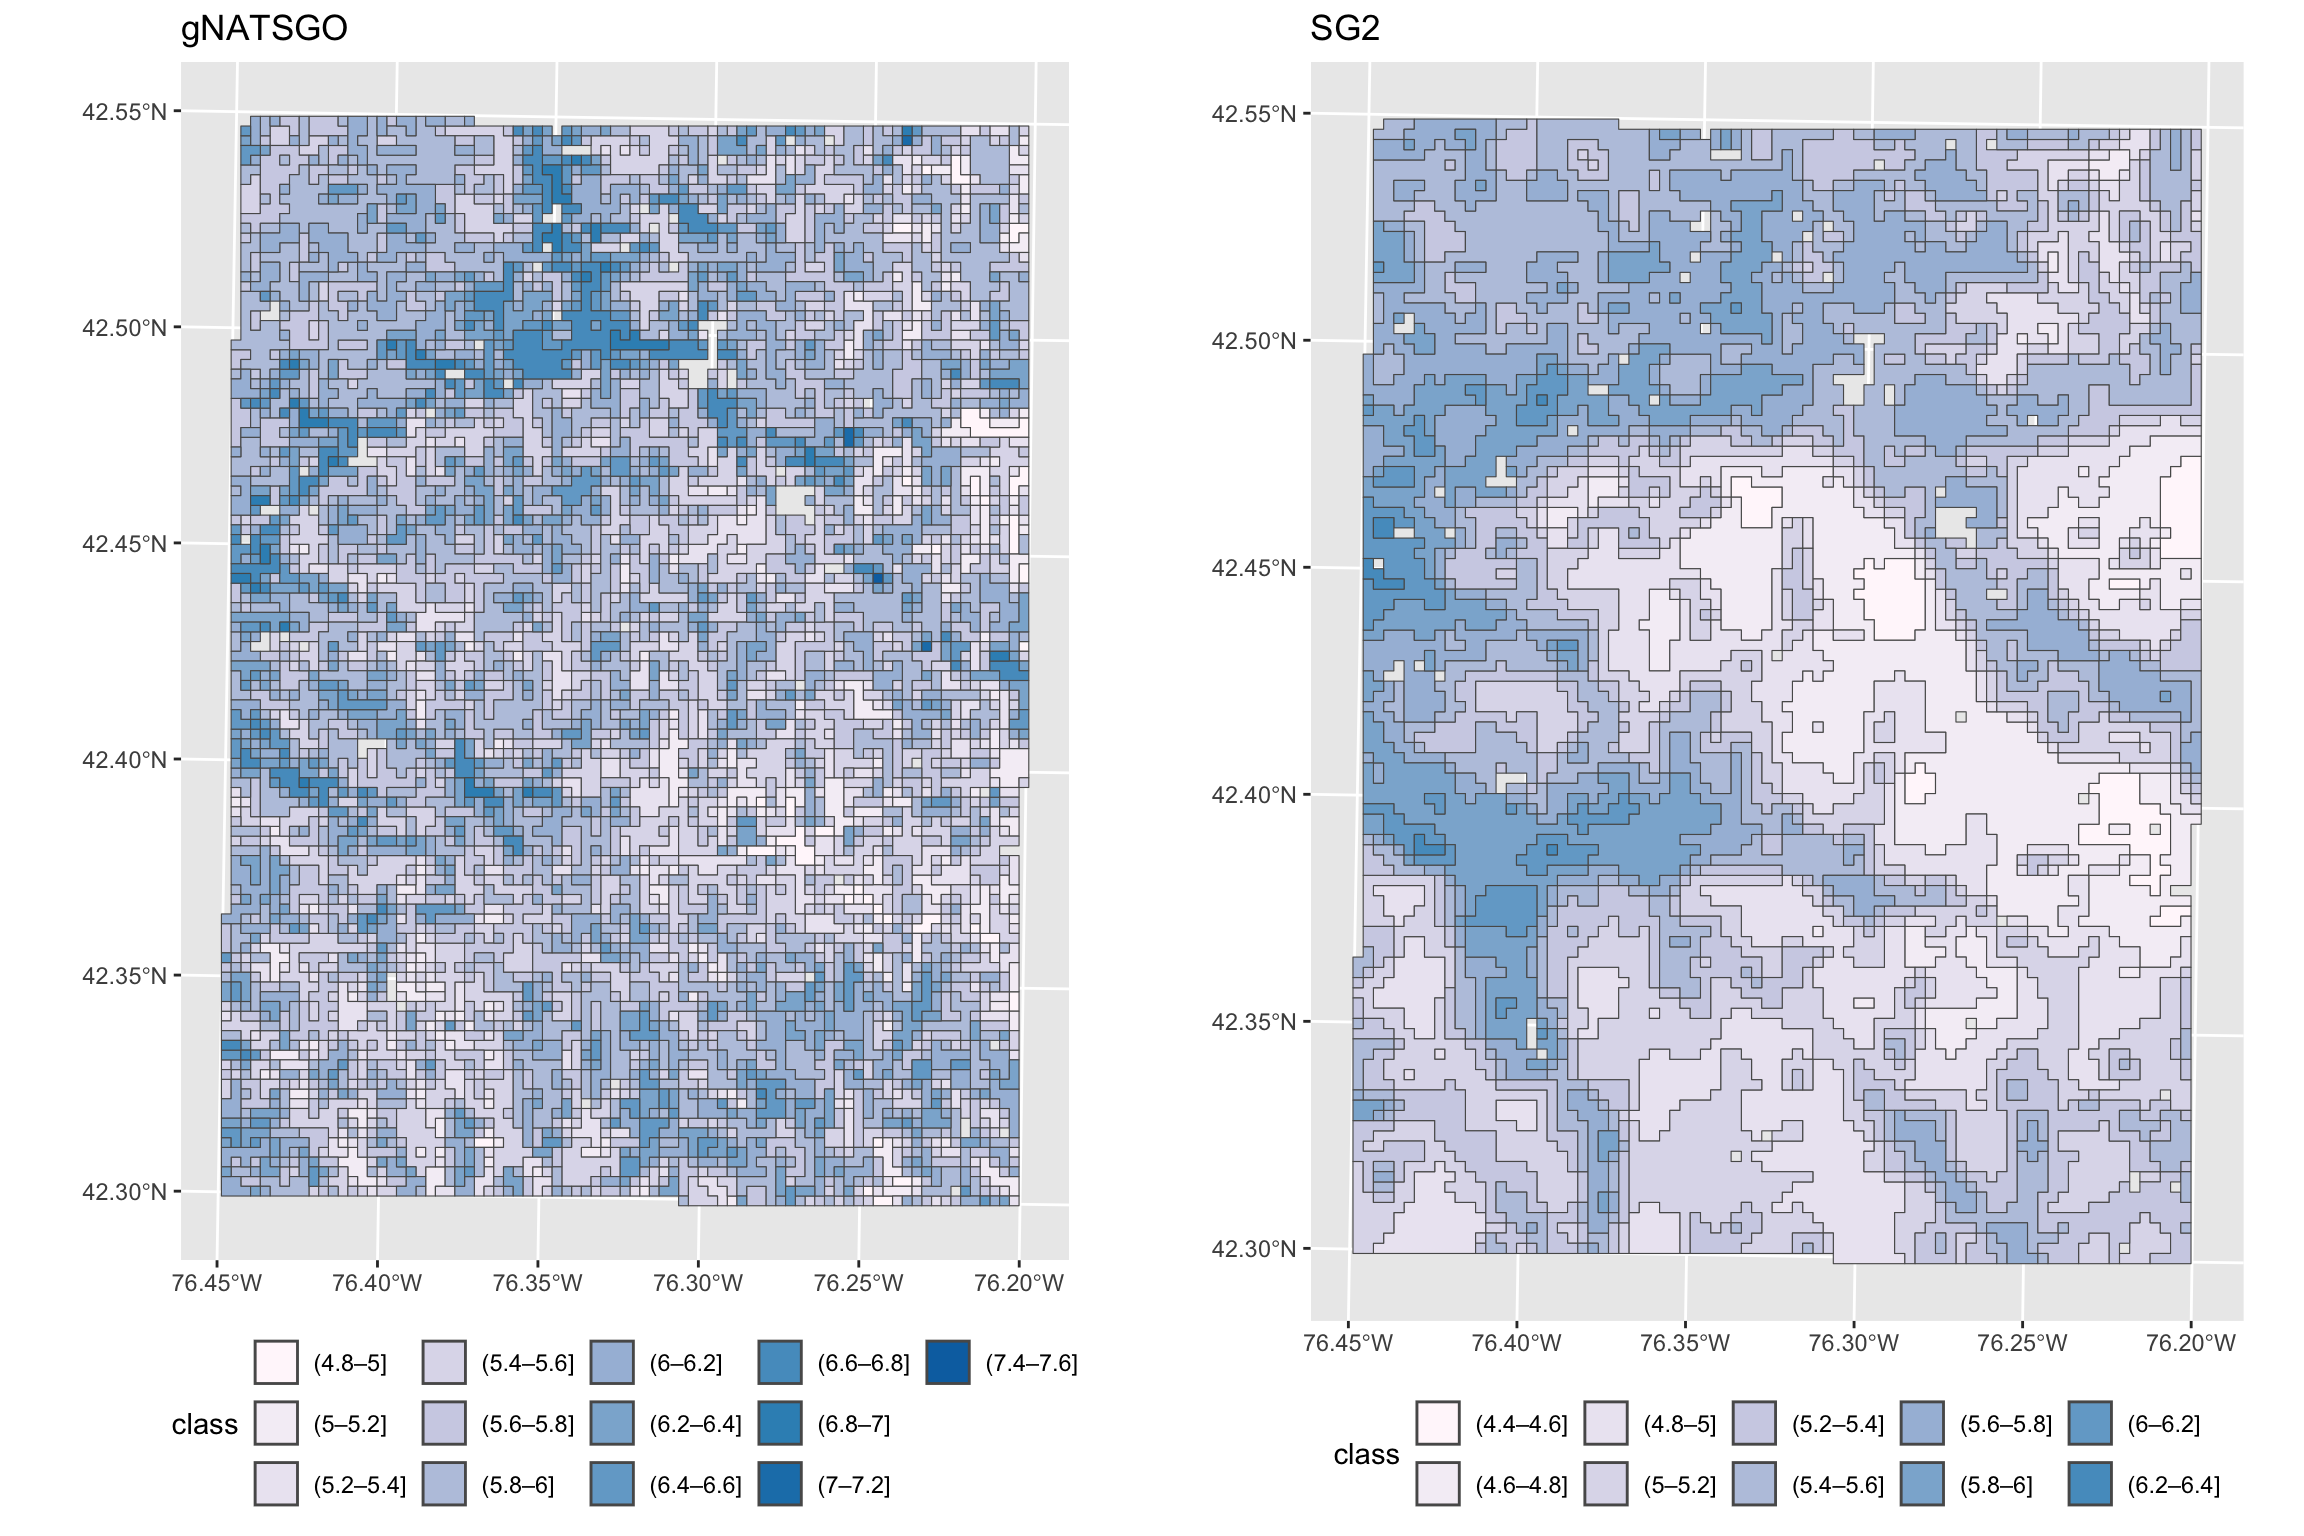 gNATSGO
42.55°N
42.50°N
42.45°N
42.40°N
42.35°N
42.30°N
76.45°W 76.40°W 76.35°W 76.30°W 76.25°W 76.20°W
class
(4.8–5] (5.4–5.6] (6–6.2] (6.6–6.8] (7.4–7.6]
(5–5.2] (5.6–5.8] (6.2–6.4] (6.8–7]
(5.2–5.4] (5.8–6] (6.4–6.6] (7–7.2]
SG2
42.55°N
42.50°N
42.45°N
42.40°N
42.35°N
42.30°N
76.45°W 76.40°W 76.35°W 76.30°W 76.25°W 76.20°W
class
(4.4–4.6] (4.8–5] (5.2–5.4] (5.6–5.8] (6–6.2]
(4.6–4.8] (5–5.2] (5.4–5.6] (5.8–6] (6.2–6.4]